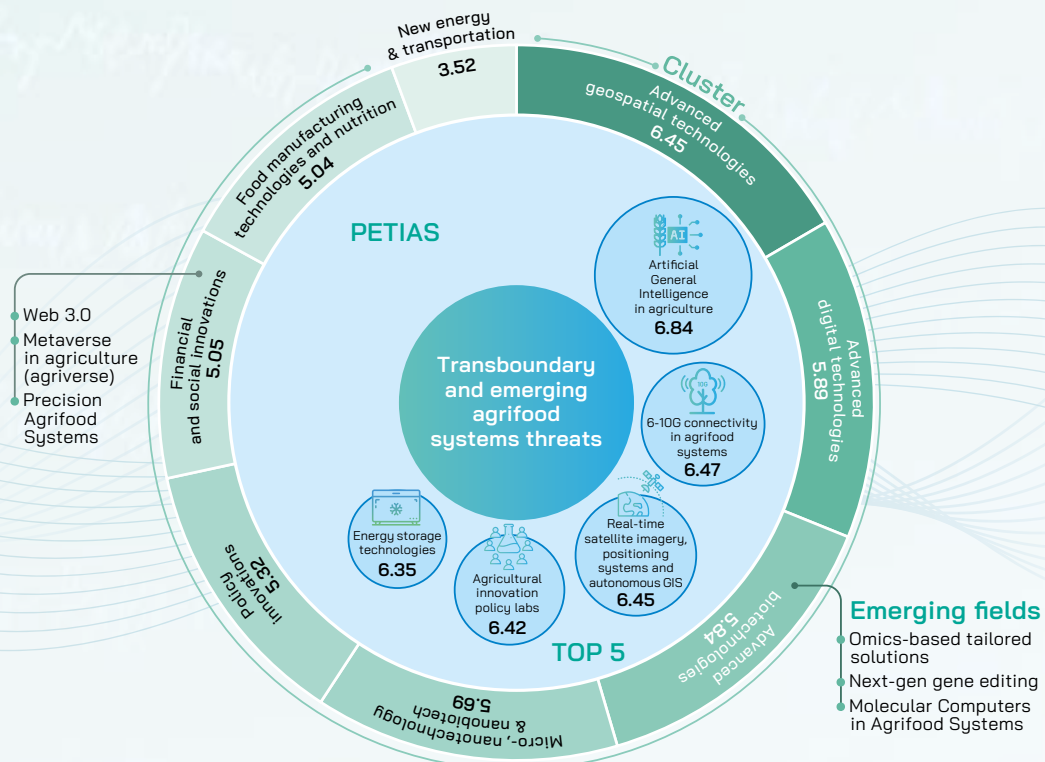 New energy
& transportation
3.52
Cluster
Advanced
geospatial technologies
6.45
Advanced
digital technologies
5.89
Advanced
biotechnologies
5.84
Micro-, nanotechnology
& nanobiotech
5.69
Policy
innovations
5.32
Financial
and social innovations
5.05
Food manufacturing
technologies and nutrition
5.04
PETIAS
AI
Artificial
General
Intelligence
in agriculture
6.84
Transboundary
and emerging
agrifood
systems threats
10G
6-10G connectivity
in agrifood
systems
6.47
Real-time
satellite imagery,
positioning
systems and
autonomous GIS
6.45
Agricultural
innovation
policy labs
6.42
Energy storage
technologies
6.35
TOP 5
Web 3.0
Metaverse
in agriculture
(agriverse)
Precision
Agrifood
Systems
Emerging fields
Omics-based tailored
solutions
Next-gen gene editing
Molecular Computers
in Agrifood Systems